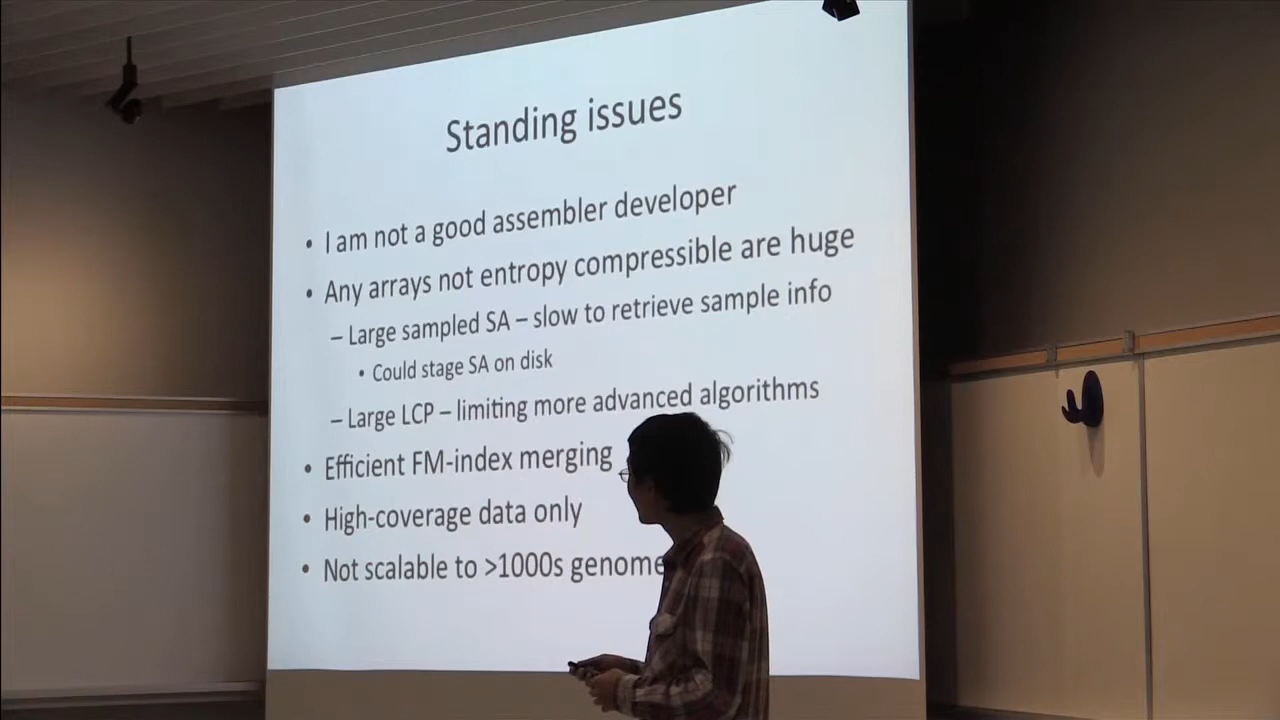 Standing issues
• I am not a good assembler developer
• Any arrays not entropy compressible are huge
– Large sampled SA – slow to retrieve sample info
• Could stage SA on disk
– Large LCP – limiting more advanced algorithms
• Efficient FM-index merging
• High-coverage data only
• Not scalable to >1000s genome